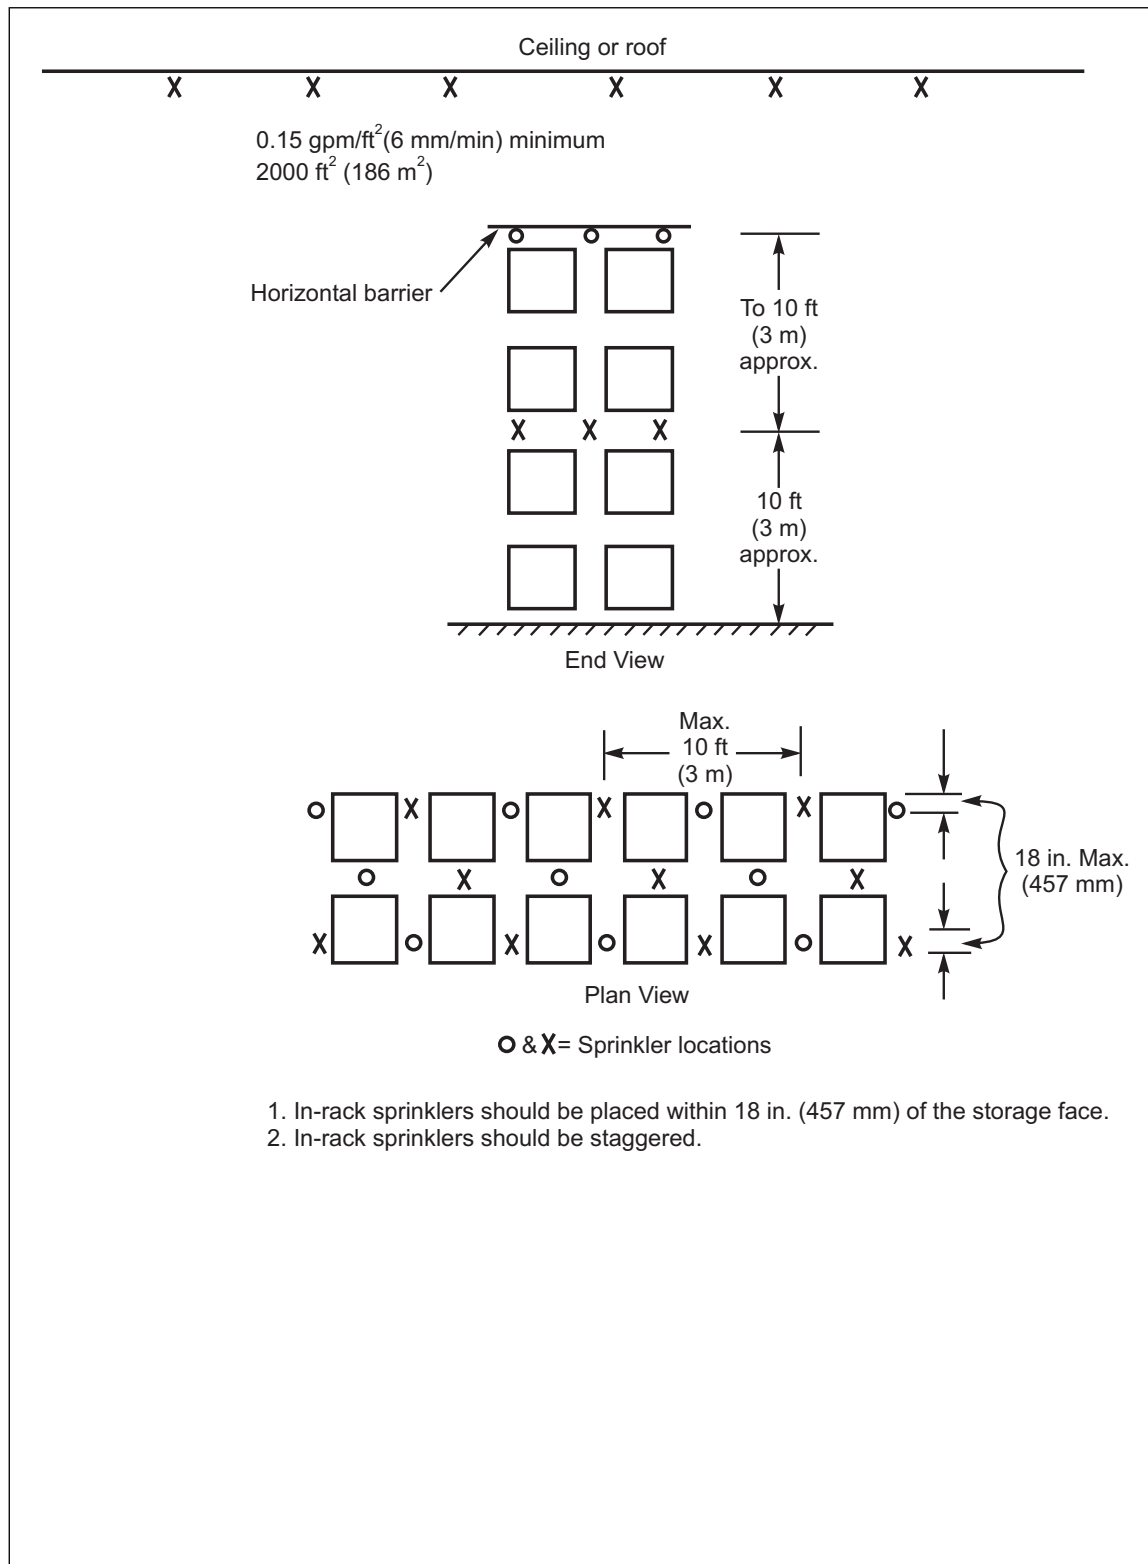 Ceiling or roof
0.15 gpm/ft²(6 mm/min) minimum
2000 ft² (186 m²)
Horizontal barrier
To 10 ft
(3 m)
approx.
10 ft
(3 m)
approx.
End View
Max.
10 ft
(3 m)
18 in. Max.
(457 mm)
Plan View
O & X = Sprinkler locations
1. In-rack sprinklers should be placed within 18 in. (457 mm) of the storage face.
2. In-rack sprinklers should be staggered.